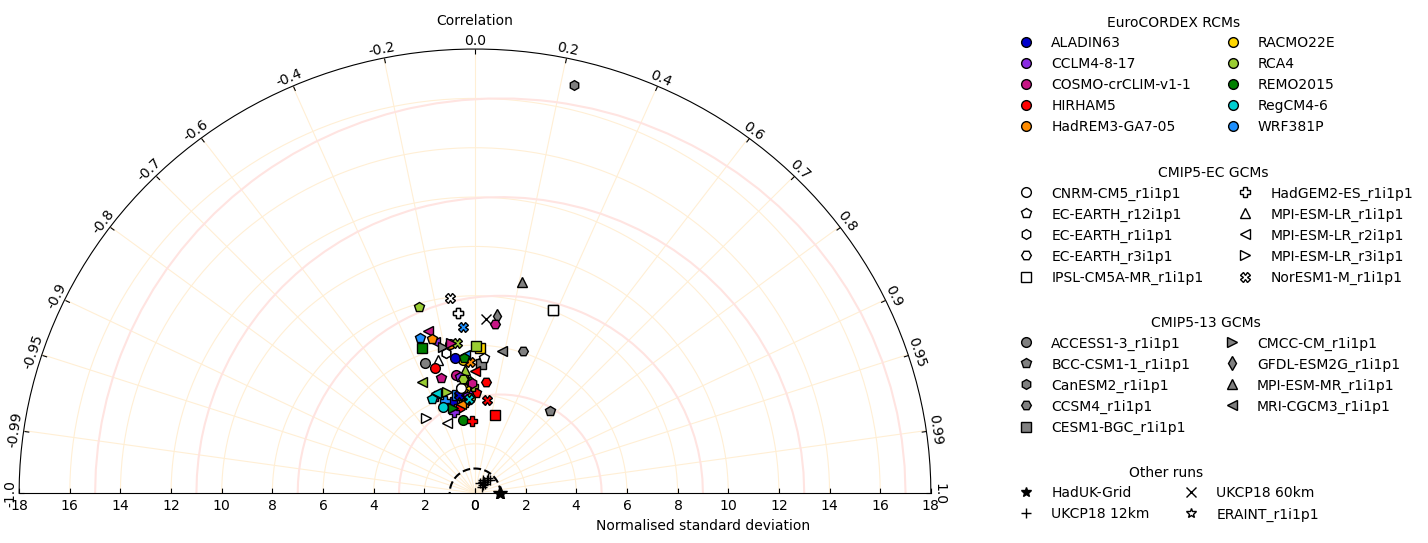 Correlation
-1.0
-0.99
-0.95
-0.9
-0.8
-0.7
-0.6
-0.4
-0.2
0.0
0.2
0.4
0.6
0.7
0.8
0.9
0.95
0.99
1.0
18 16 14 12 10 8 6 4 2 0 2 4 6 8 10 12 14 16 18
Normalised standard deviation
EuroCORDEX RCMs
ALADIN63
CCLM4-8-17
COSMO-crCLIM-v1-1
HIRHAM5
HadREM3-GA7-05
RACMO22E
RCA4
REMO2015
RegCM4-6
WRF381P
CMIP5-EC GCMs
CNRM-CM5_r1i1p1
EC-EARTH_r12i1p1
EC-EARTH_r1i1p1
EC-EARTH_r3i1p1
IPSL-CM5A-MR_r1i1p1
HadGEM2-ES_r1i1p1
MPI-ESM-LR_r1i1p1
MPI-ESM-LR_r2i1p1
MPI-ESM-LR_r3i1p1
NorESM1-M_r1i1p1
CMIP5-13 GCMs
ACCESS1-3_r1i1p1
BCC-CSM1-1_r1i1p1
CanESM2_r1i1p1
CCSM4_r1i1p1
CESM1-BGC_r1i1p1
CMCC-CM_r1i1p1
GFDL-ESM2G_r1i1p1
MPI-ESM-MR_r1i1p1
MRI-CGCM3_r1i1p1
Other runs
HadUK-Grid
UKCP18 12km
UKCP18 60km
ERAINT_r1i1p1